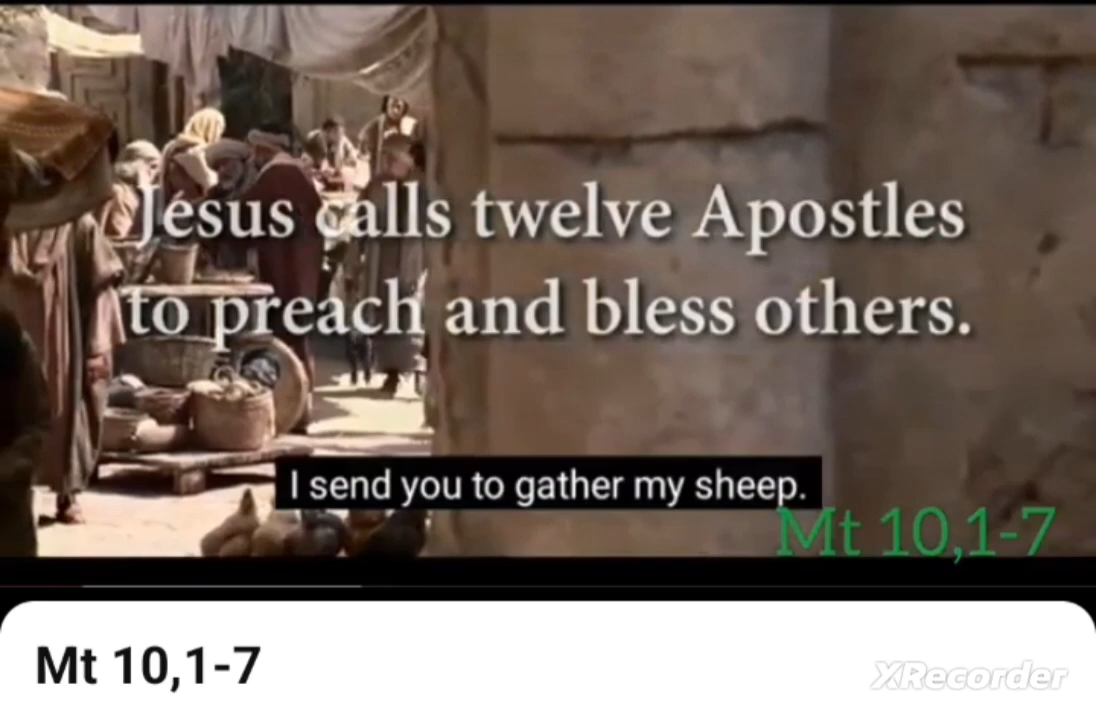 Jesus calls twelve Apostles
to preach and bless others.
I send you to gather my sheep.
Mt 10,1-7
Mt 10,1-7
XRecorder